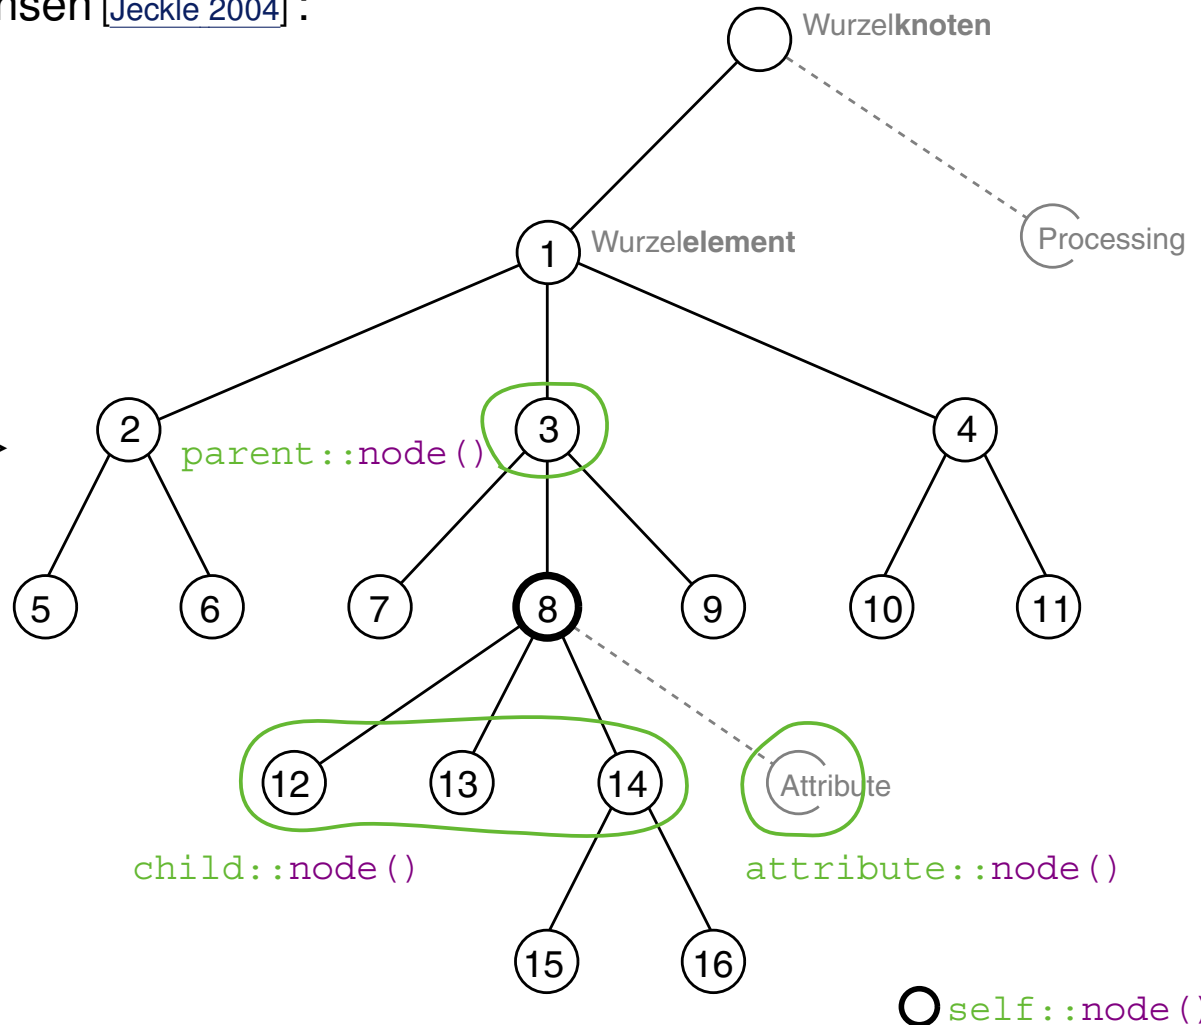 nsen [Jeckle 2004] :
Wurzelknoten
1 Wurzelelement
Processing
2
3
4
parent::node()
5
6
7
8
9
10
11
12
13
14
Attribute
child::node()
attribute::node()
15
16
self::node()